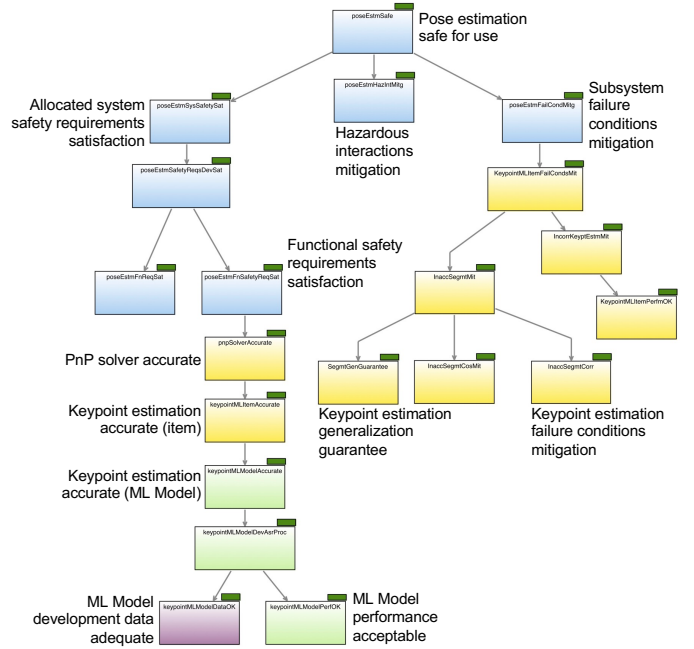 poseEstmSafe
Pose estimation
safe for use
Allocated system
safety requirements
satisfaction
poseEstmSysSafetySat
poseEstmHazIntMitg
Hazardous
interactions
mitigation
poseEstmFailCondMitg
Subsystem
failure
conditions
mitigation
poseEstmSafetyReqsDevSat
KeypointMLItemFailCondsMit
poseEstmFnReqSat
poseEstmFnSafetyReqSat
Functional safety
requirements
satisfaction
InaccSegmtMit
IncorrKeyptEstmMit
KeypointMLItemPerfmOK
PnP solver accurate
pnpSolverAccurate
SegmtGenGuarantee
InaccSegmtCosMit
InaccSegmtCorr
Keypoint estimation
generalization
guarantee
Keypoint estimation
failure conditions
mitigation
Keypoint estimation
accurate (item)
keypointMLItemAccurate
Keypoint estimation
accurate (ML Model)
keypointMLModelAccurate
keypointMLModelDevAsrProc
ML Model
development data
adequate
keypointMLModelDataOK
keypointMLModelPerfOK
ML Model
performance
acceptable